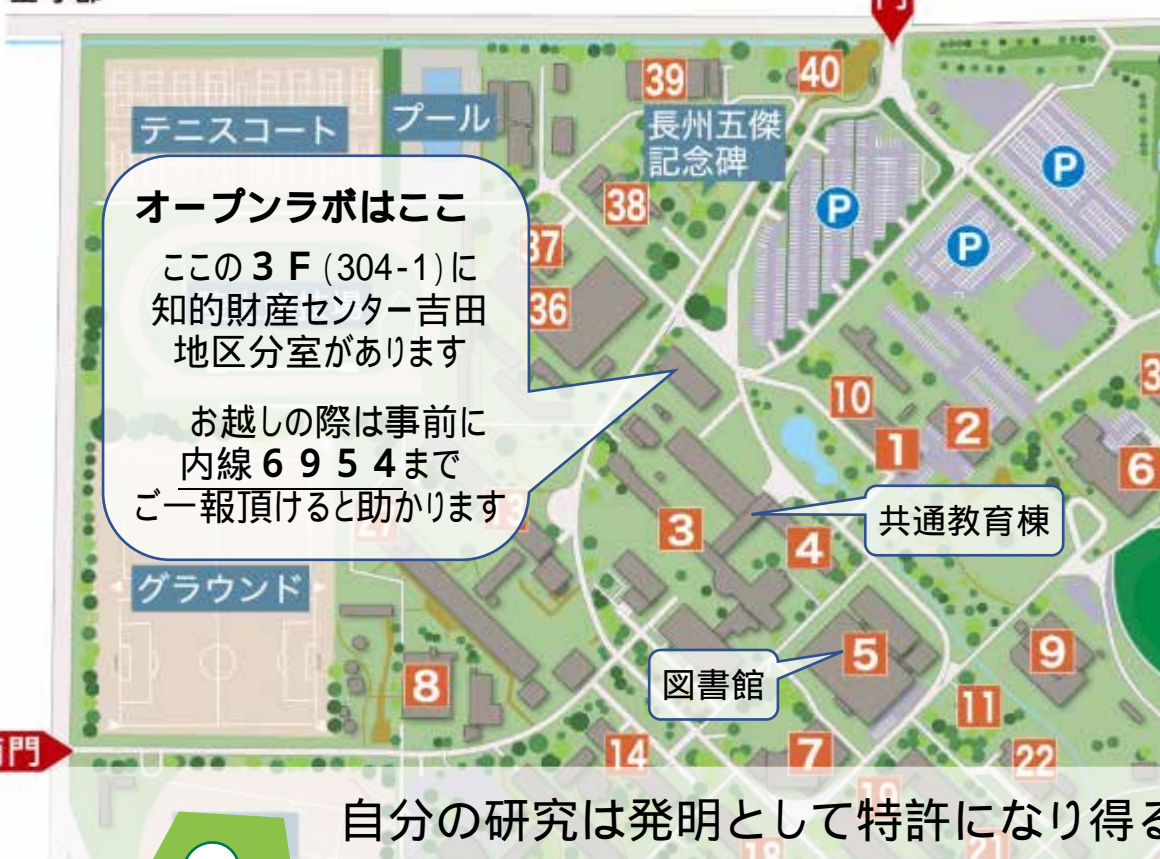 門
39
40
テニスコート
プール
長州五傑
記念碑
P
P
P
オープンラボはここ
ここの３Ｆ(304-1)に
知的財産センター吉田
地区分室があります
お越しの際は事前に
内線６９５４まで
ご一報頂けると助かります
38
37
36
10
1
2
6
3
4
共通教育棟
13
27
グラウンド
8
図書館
5
9
11
14
7
22
門
自分の研究は発明として特許になり得る
19
18
21